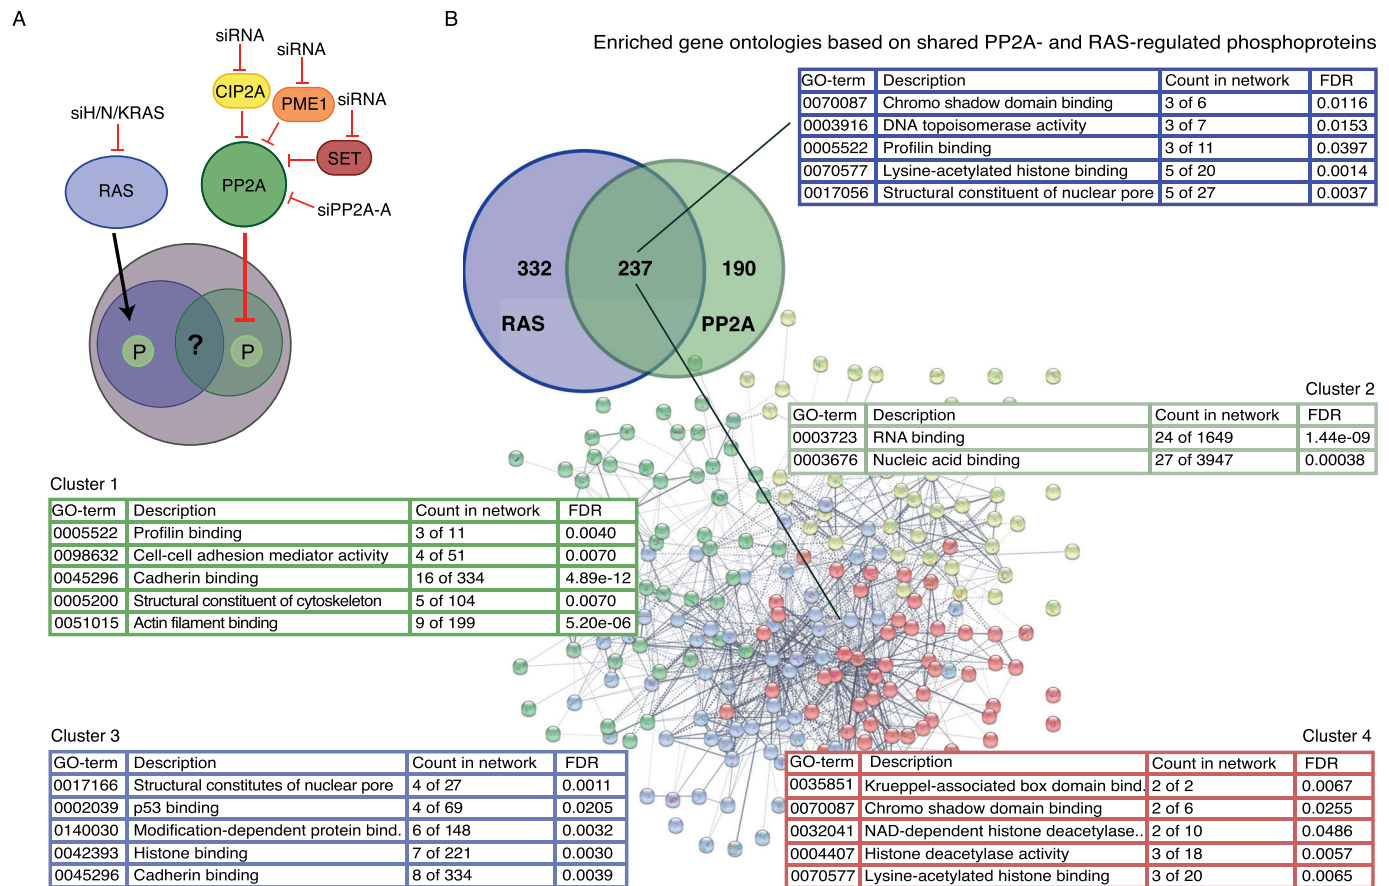 A
siRNA
siRNA
CIP2A
PME1
siRNA
siH/N/KRAS
SET
RAS
PP2A
siPP2A-A
P
?
P
B
Enriched gene ontologies based on shared PP2A- and RAS-regulated phosphoproteins
GO-term Description Count in network FDR
0070087 Chromo shadow domain binding 3 of 6 0.0116
0003916 DNA topoisomerase activity 3 of 7 0.0153
0005522 Profilin binding 3 of 11 0.0397
0070577 Lysine-acetylated histone binding 5 of 20 0.0014
0017056 Structural constituent of nuclear pore 5 of 27 0.0037
332 237 190
RAS PP2A
Cluster 2
GO-term Description Count in network FDR
0003723 RNA binding 24 of 1649 1.44e-09
0003676 Nucleic acid binding 27 of 3947 0.00038
Cluster 1
GO-term Description Count in network FDR
0005522 Profilin binding 3 of 11 0.0040
0098632 Cell-cell adhesion mediator activity 4 of 51 0.0070
0045296 Cadherin binding 16 of 334 4.89e-12
0005200 Structural constituent of cytoskeleton 5 of 104 0.0070
0051015 Actin filament binding 9 of 199 5.20e-06
Cluster 3
GO-term Description Count in network FDR
0017166 Structural constitutes of nuclear pore 4 of 27 0.0011
0002039 p53 binding 4 of 69 0.0205
0140030 Modification-dependent protein bind. 6 of 148 0.0032
0042393 Histone binding 7 of 221 0.0030
0045296 Cadherin binding 8 of 334 0.0039
Cluster 4
GO-term Description Count in network FDR
0035851 Krueppel-associated box domain bind. 2 of 2 0.0067
0070087 Chromo shadow domain binding 2 of 6 0.0255
0032041 NAD-dependent histone deacetylase.. 2 of 10 0.0486
0004407 Histone deacetylase activity 3 of 18 0.0057
0070577 Lysine-acetylated histone binding 3 of 20 0.0065